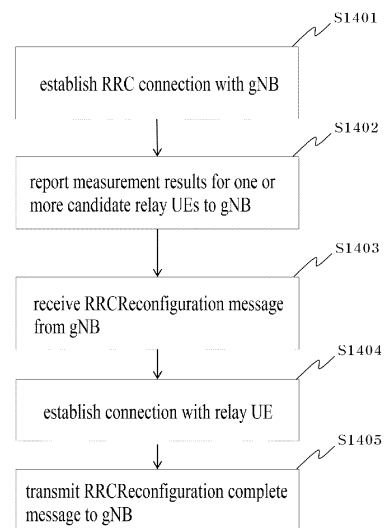 S1401
establish RRC connection with gNB
S1402
report measurement results for one or
more candidate relay UEs to gNB
S1403
receive RRCReconfiguration message
from gNB
S1404
establish connection with relay UE
S1405
transmit RRCReconfiguration complete
message to gNB